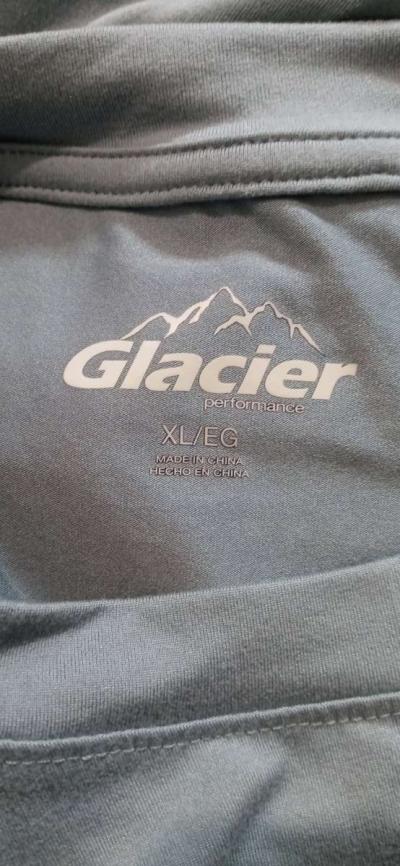 Glacier
performance
XL/EG
MADE IN CHINA
HECHO EN CHINA